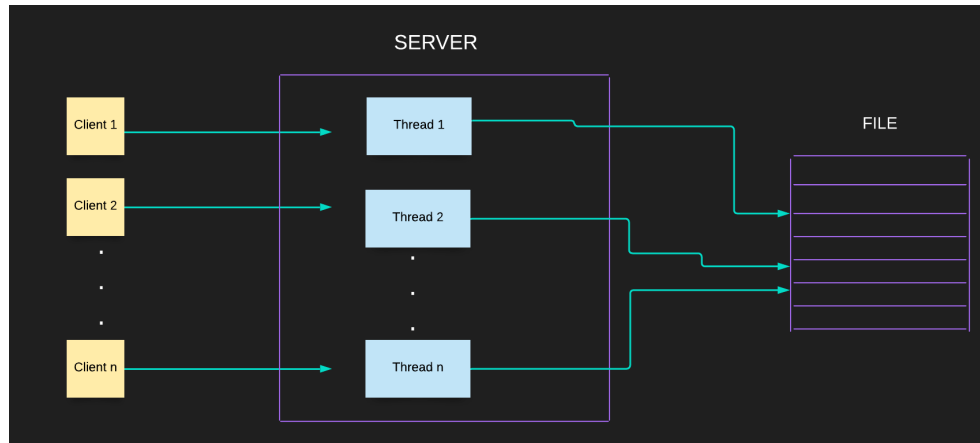 SERVER
Client 1
Thread 1
FILE
Client 2
Thread 2
Client n
Thread n